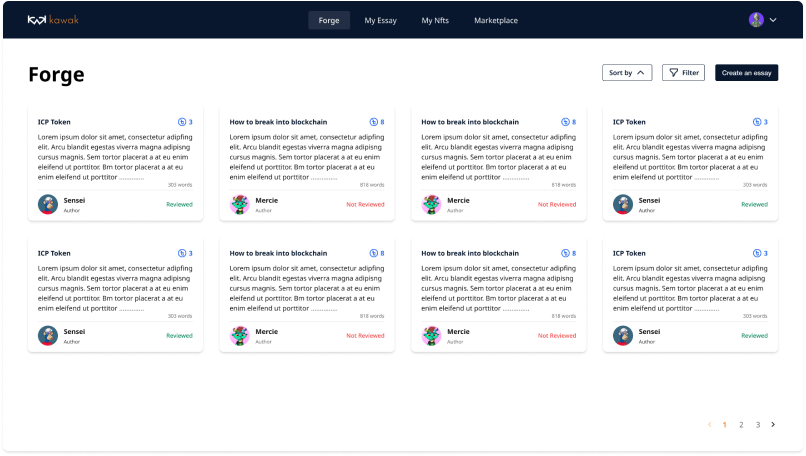 kawak
Forge My Essay My Nfts Marketplace
Forge
Sort by Filter Create an essay
ICP Token 3
Lorem ipsum dolor sit amet, consectetur adipfing
elit. Arcu blandit egestas viverra magna adipisng
cursus magnis. Sem tortor placerat a at eu enim
eleifend ut porttitor. Bm tortor placerat a at eu
enim eleifend ut porttitor ..............
303 words
Sensei
Author
Reviewed
How to break into blockchain 8
Lorem ipsum dolor sit amet, consectetur adipfing
elit. Arcu blandit egestas viverra magna adipisng
cursus magnis. Sem tortor placerat a at eu enim
eleifend ut porttitor. Bm tortor placerat a at eu
enim eleifend ut porttitor ..............
818 words
Mercie
Author
Not Reviewed
How to break into blockchain 8
Lorem ipsum dolor sit amet, consectetur adipfing
elit. Arcu blandit egestas viverra magna adipisng
cursus magnis. Sem tortor placerat a at eu enim
eleifend ut porttitor. Bm tortor placerat a at eu
enim eleifend ut porttitor ..............
818 words
Mercie
Author
Not Reviewed
ICP Token 3
Lorem ipsum dolor sit amet, consectetur adipfing
elit. Arcu blandit egestas viverra magna adipisng
cursus magnis. Sem tortor placerat a at eu enim
eleifend ut porttitor. Bm tortor placerat a at eu
enim eleifend ut porttitor ..............
303 words
Sensei
Author
Reviewed
ICP Token 3
Lorem ipsum dolor sit amet, consectetur adipfing
elit. Arcu blandit egestas viverra magna adipisng
cursus magnis. Sem tortor placerat a at eu enim
eleifend ut porttitor. Bm tortor placerat a at eu
enim eleifend ut porttitor ..............
303 words
Sensei
Author
Reviewed
How to break into blockchain 8
Lorem ipsum dolor sit amet, consectetur adipfing
elit. Arcu blandit egestas viverra magna adipisng
cursus magnis. Sem tortor placerat a at eu enim
eleifend ut porttitor. Bm tortor placerat a at eu
enim eleifend ut porttitor ..............
818 words
Mercie
Author
Not Reviewed
How to break into blockchain 8
Lorem ipsum dolor sit amet, consectetur adipfing
elit. Arcu blandit egestas viverra magna adipisng
cursus magnis. Sem tortor placerat a at eu enim
eleifend ut porttitor. Bm tortor placerat a at eu
enim eleifend ut porttitor ..............
818 words
Mercie
Author
Not Reviewed
ICP Token 3
Lorem ipsum dolor sit amet, consectetur adipfing
elit. Arcu blandit egestas viverra magna adipisng
cursus magnis. Sem tortor placerat a at eu enim
eleifend ut porttitor. Bm tortor placerat a at eu
enim eleifend ut porttitor ..............
303 words
Sensei
Author
Reviewed
1 2 3